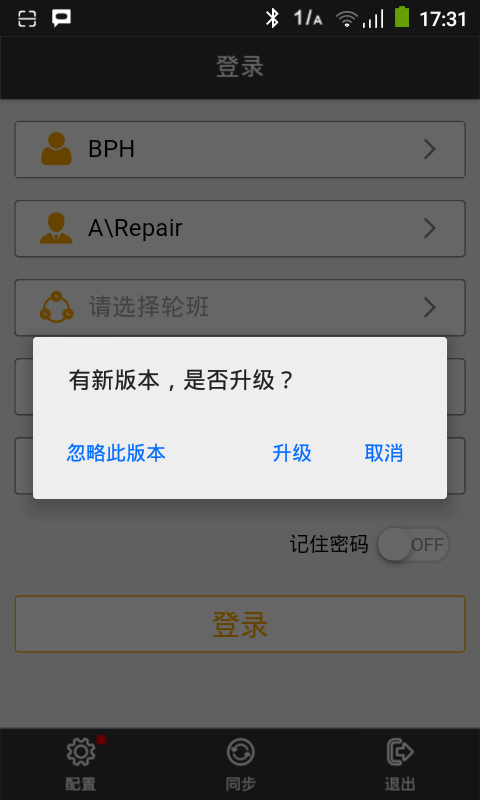 1/A 17:31
登录
BPH
A\Repair
请选择轮班
有新版本，是否升级？
忽略此版本 升级 取消
记住密码 OFF
登录
配置 同步 退出